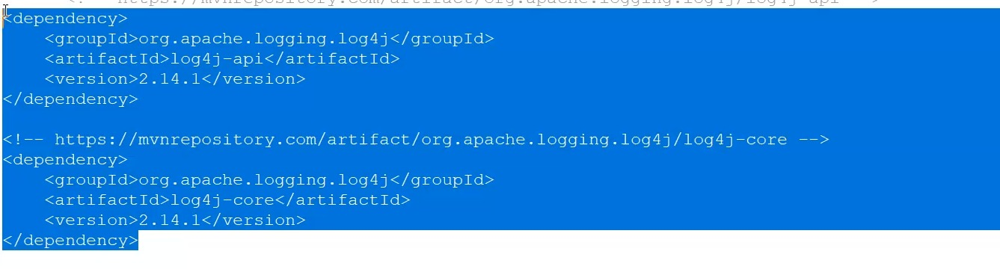 <!-- https://mvnrepository.com/artifact/org.apache.logging.log4j/log4j-api -->
<dependency>
    <groupId>org.apache.logging.log4j</groupId>
    <artifactId>log4j-api</artifactId>
    <version>2.14.1</version>
</dependency>

<!-- https://mvnrepository.com/artifact/org.apache.logging.log4j/log4j-core -->
<dependency>
    <groupId>org.apache.logging.log4j</groupId>
    <artifactId>log4j-core</artifactId>
    <version>2.14.1</version>
</dependency>